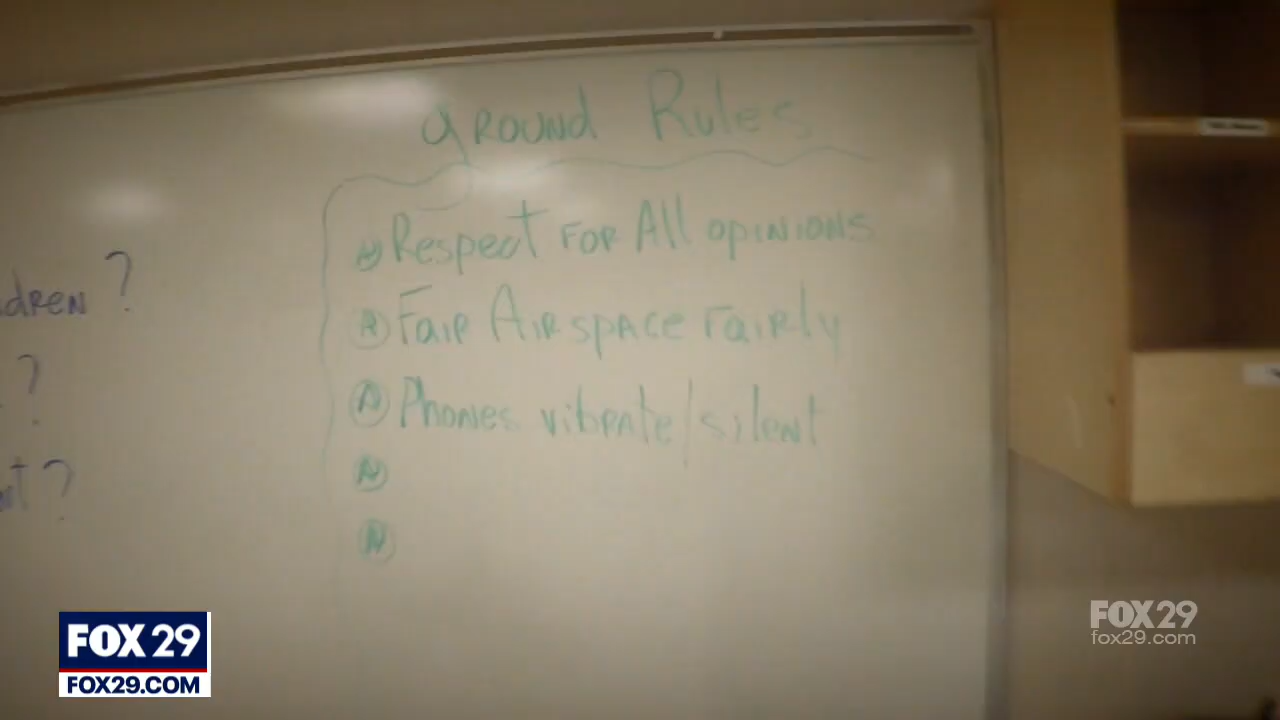 Ground Rules
Respect For All opinions
Fair Airspace Fairly
Phones vibrate/silent
?
?
?
FOX 29
FOX29.COM
FOX29
fox29.com